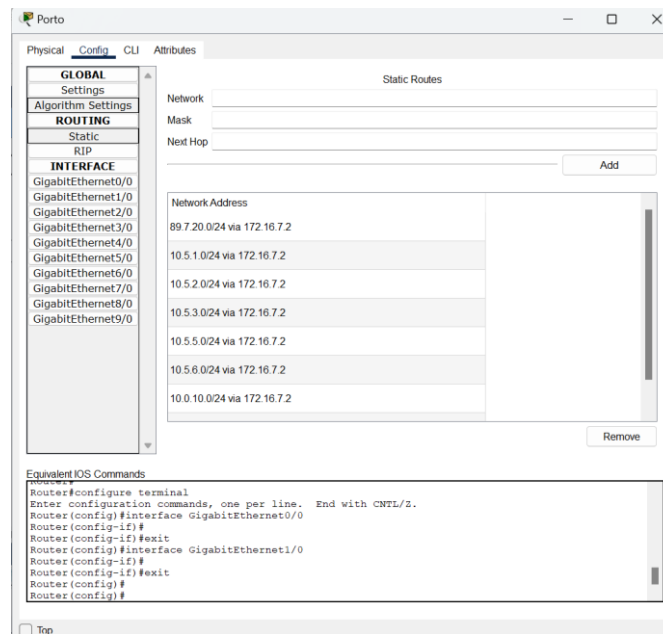 Porto
Physical Config CLI Attributes
GLOBAL
Settings
Algorithm Settings
ROUTING
Static
RIP
INTERFACE
GigabitEthernet0/0
GigabitEthernet1/0
GigabitEthernet2/0
GigabitEthernet3/0
GigabitEthernet4/0
GigabitEthernet5/0
GigabitEthernet6/0
GigabitEthernet7/0
GigabitEthernet8/0
GigabitEthernet9/0
Static Routes
Network
Mask
Next Hop
Add
Network Address
89.7.20.0/24 via 172.16.7.2
10.5.1.0/24 via 172.16.7.2
10.5.2.0/24 via 172.16.7.2
10.5.3.0/24 via 172.16.7.2
10.5.5.0/24 via 172.16.7.2
10.5.6.0/24 via 172.16.7.2
10.0.10.0/24 via 172.16.7.2
Remove
Equivalent IOS Commands
Router#
Router#configure terminal
Enter configuration commands, one per line. End with CNTL/Z.
Router(config)#interface GigabitEthernet0/0
Router(config-if)#
Router(config-if)#exit
Router(config)#interface GigabitEthernet1/0
Router(config-if)#
Router(config-if)#exit
Router(config)#
Router(config)#
Top